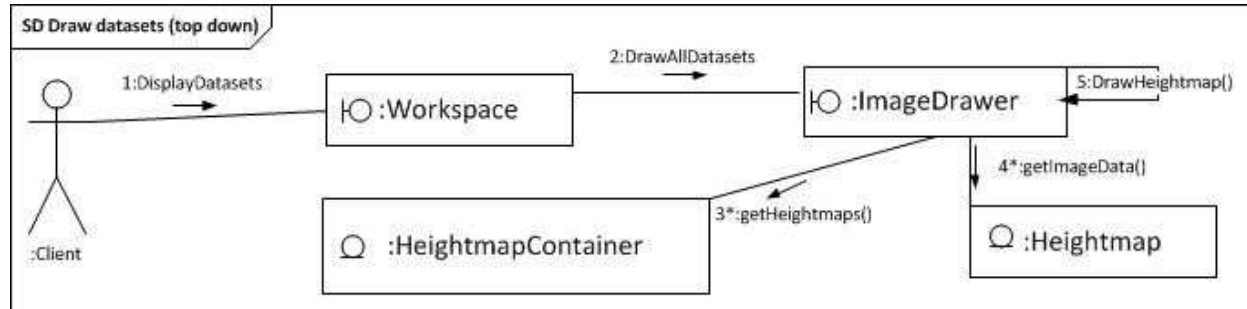 SD Draw datasets (top down)
1:DisplayDatasets
2:DrawAllDatasets
5:DrawHeightmap()
:Workspace
:ImageDrawer
4*:getImageData()
3*:getHeightmaps()
:Client
:HeightmapContainer
:Heightmap